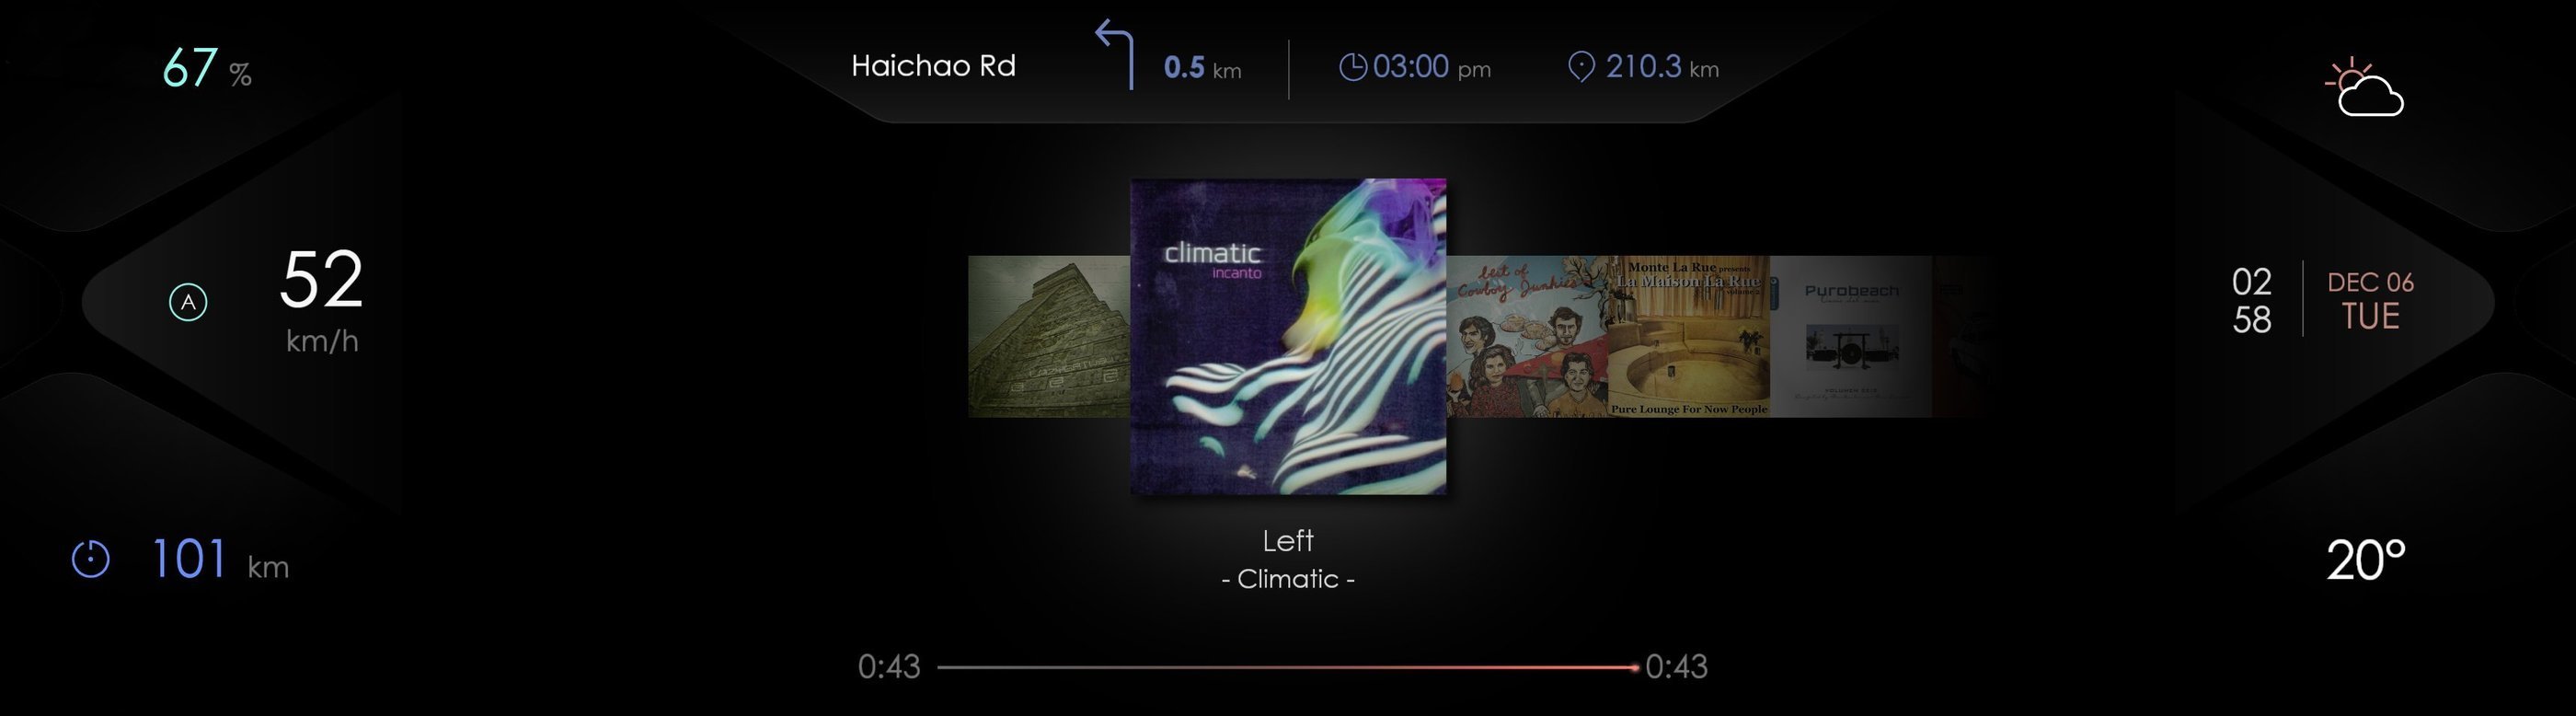 67 %
Haichao Rd
0.5 km
03:00 pm
210.3 km
A
52
km/h
101 km
climatic
incanto
best of
Cowboy Junkies
Monte La Rue presents
La Maison La Rue
Pure Lounge For Now People
Purobeach
Left
- Climatic -
0:43
0:43
02
58
DEC 06
TUE
20°